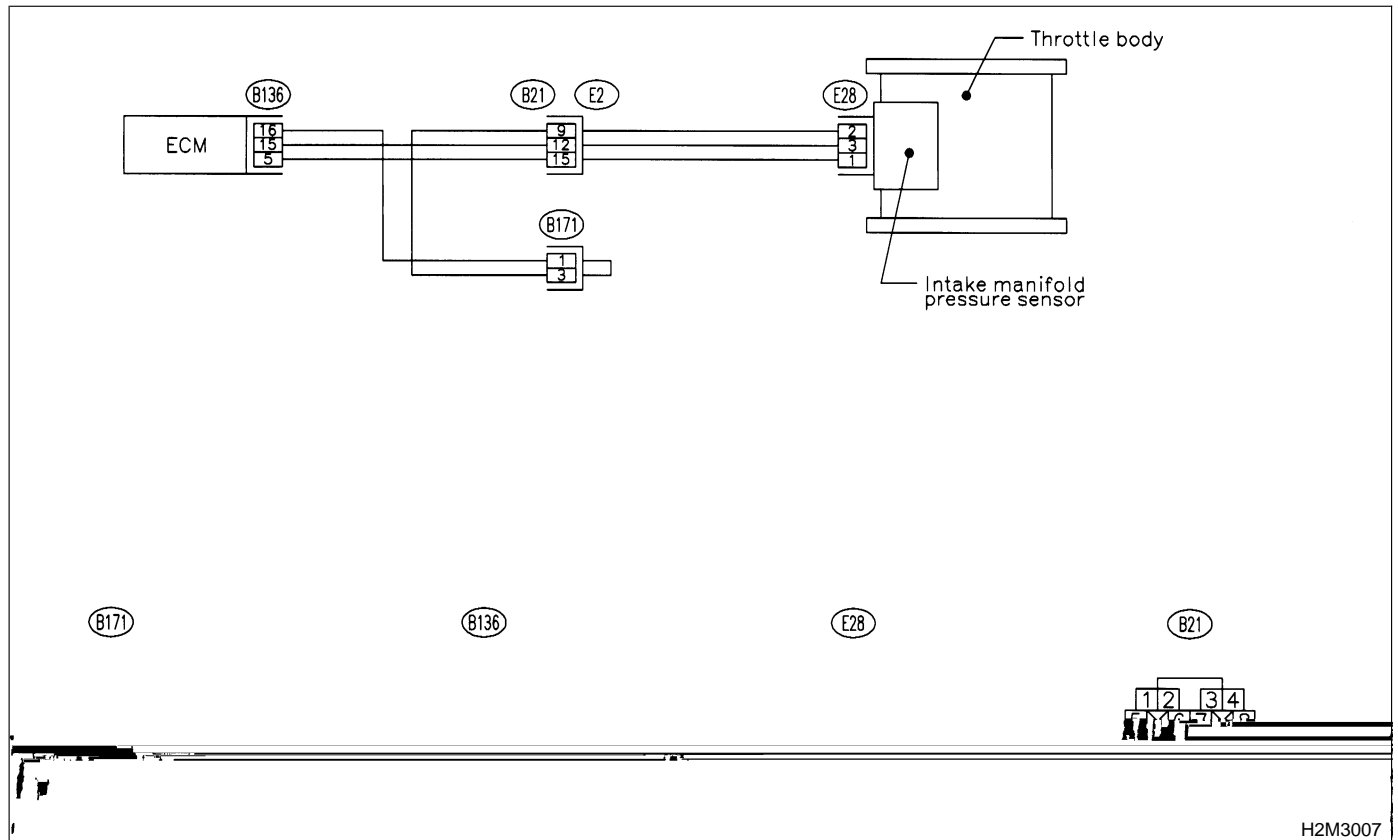 Throttle body
B136
B21
E2
E28
ECM
16
15
5
9
12
15
2
3
1
B171
1
3
Intake manifold
pressure sensor
B171
B136
E28
B21
1 2 3 4
H2M3007